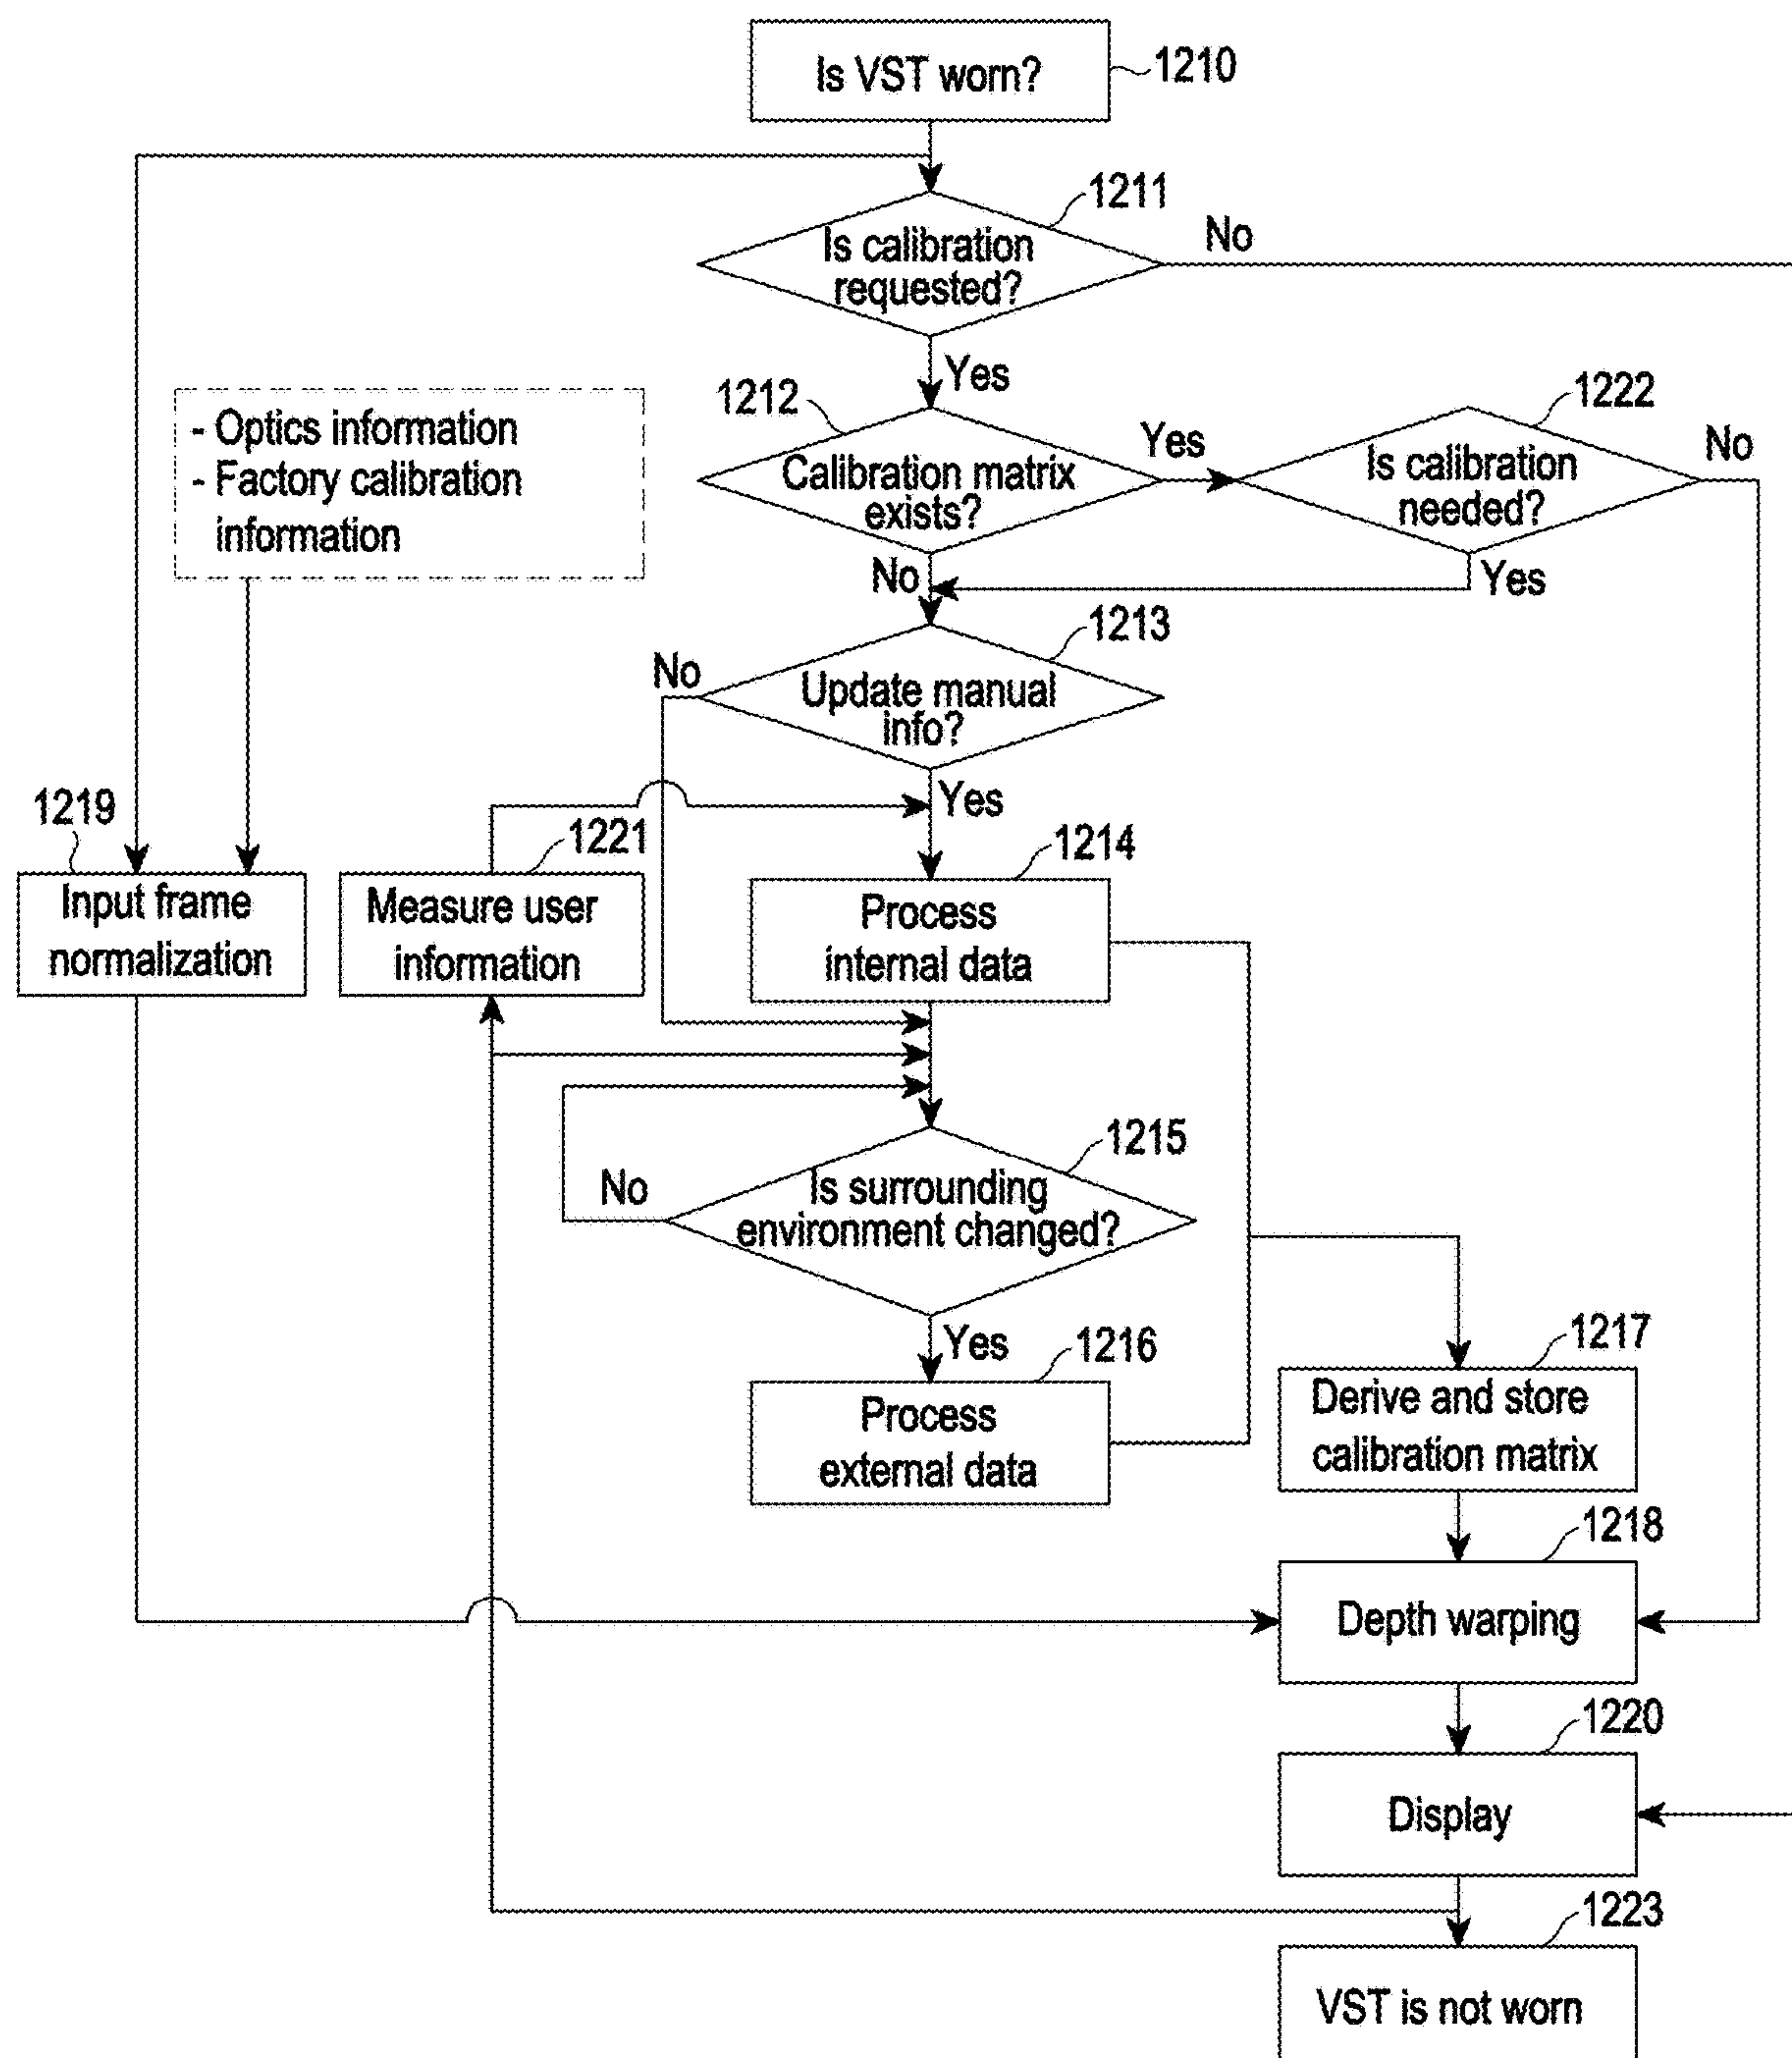 Is VST worn?
1210
1211
Is calibration
requested?
No
Yes
1212
1222
- Optics information
- Factory calibration
information
Calibration matrix
exists?
Yes
Is calibration
needed?
No
No
Yes
1213
No
Update manual
info?
Yes
1219
1221
1214
Input frame
normalization
Measure user
information
Process
internal data
1215
No
Is surrounding
environment changed?
Yes
1216
1217
Process
external data
Derive and store
calibration matrix
1218
Depth warping
1220
Display
1223
VST is not worn